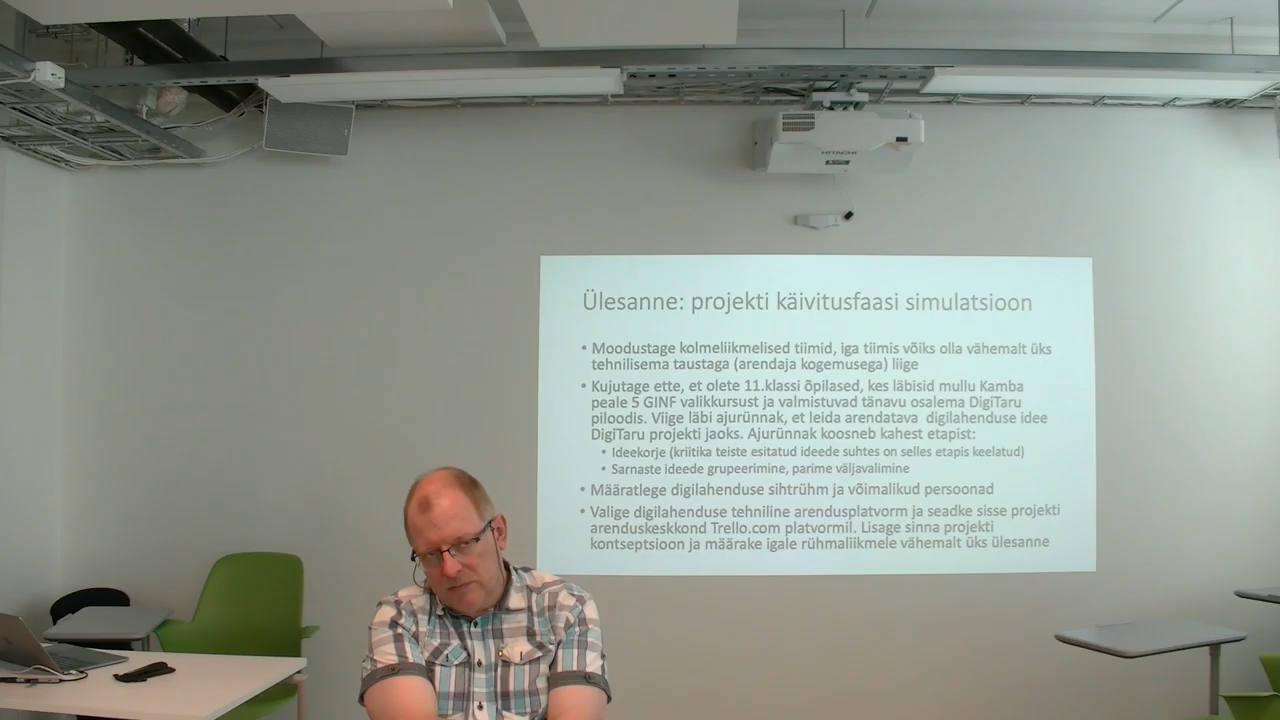 HITACHI
Ülesanne: projekti käivitusfaasi simulatsioon
• Moodustage kolmeliikmelised tiimid, iga tiimis võiks olla vähemalt üks
tehnilisema taustaga (arendaja kogemusega) liige
• Kujutage ette, et olete 11.klassi õpilased, kes läbisid mullu Kamba
peale 5 GINF valikkursust ja valmistuvad tänavu osalema DigiTaru
piloodis. Viige läbi ajurünnak, et leida arendatava digilahenduse idee
DigiTaru projekti jaoks. Ajurünnak koosneb kahest etapist:
• Ideekorje (kriitika teiste esitatud ideede suhtes on selles etapis keelatud)
• Sarnaste ideede grupeerimine, parime väljavalimine
• Määratlege digilahenduse sihtrühm ja võimalikud persoonad
• Valige digilahenduse tehniline arendusplatvorm ja seadke sisse projekti
arenduskeskkond Trello.com platvormil. Lisage sinna projekti
kontseptsioon ja määrake igale rühmaliikmele vähemalt üks ülesanne